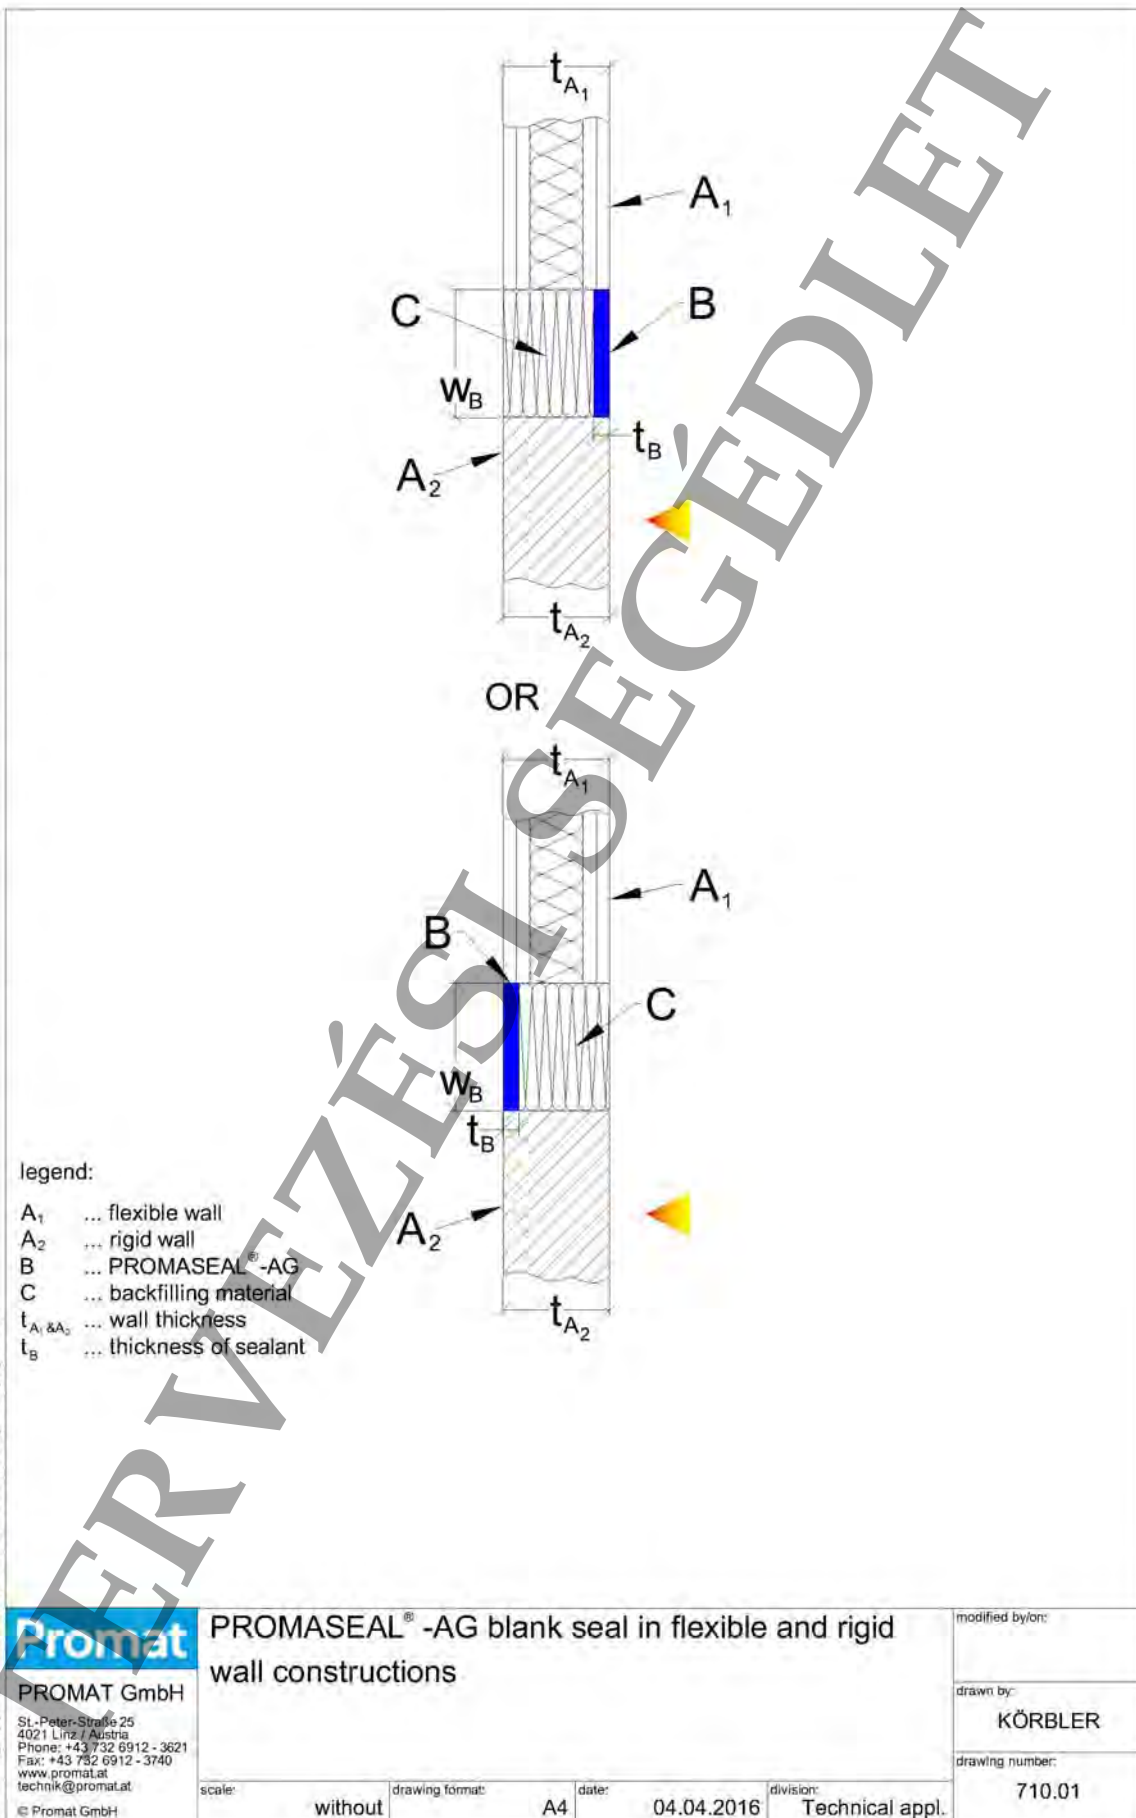 tA1
A1
C
B
wB
tB
A2
tA2
OR
tA1
A1
B
C
wB
tB
A2
tA2
legend:
A1 ... flexible wall
A2 ... rigid wall
B ... PROMASEAL®-AG
C ... backfilling material
tA1&A2 ... wall thickness
tB ... thickness of sealant
TERVEZÉSI SEGÉDLET
Promat
PROMAT GmbH
St.-Peter-Straße 25
4021 Linz / Austria
Phone: +43 732 6912 - 3621
Fax: +43 732 6912 - 3740
www.promat.at
technik@promat.at
© Promat GmbH
PROMASEAL® -AG blank seal in flexible and rigid
wall constructions
scale:
without
drawing format:
A4
date:
04.04.2016
division:
Technical appl.
modified by/on:
drawn by:
KÖRBLER
drawing number:
710.01